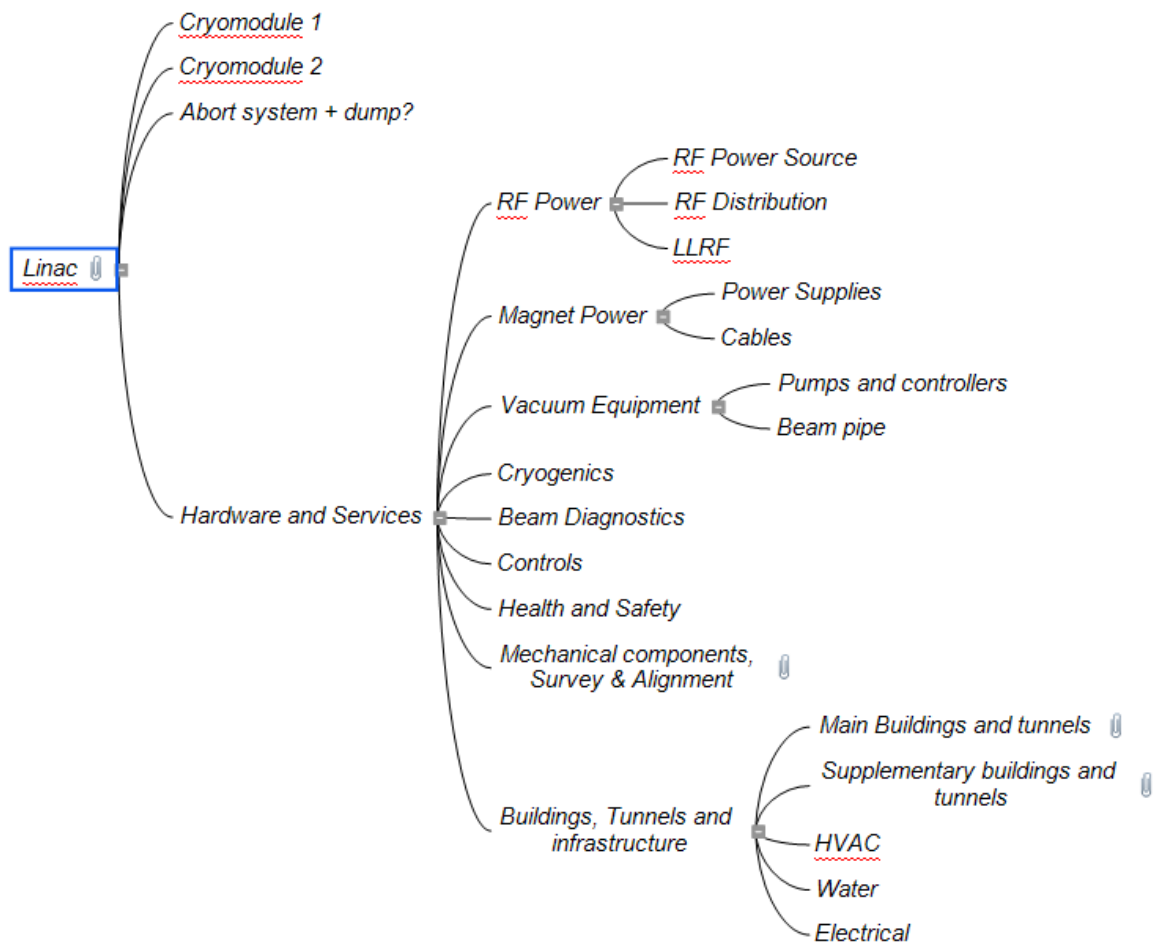 Linac
Cryomodule 1
Cryomodule 2
Abort system + dump?
Hardware and Services
RF Power
RF Power Source
RF Distribution
LLRF
Magnet Power
Power Supplies
Cables
Vacuum Equipment
Pumps and controllers
Beam pipe
Cryogenics
Beam Diagnostics
Controls
Health and Safety
Mechanical components,
Survey & Alignment
Buildings, Tunnels and
infrastructure
Main Buildings and tunnels
Supplementary buildings and
tunnels
HVAC
Water
Electrical